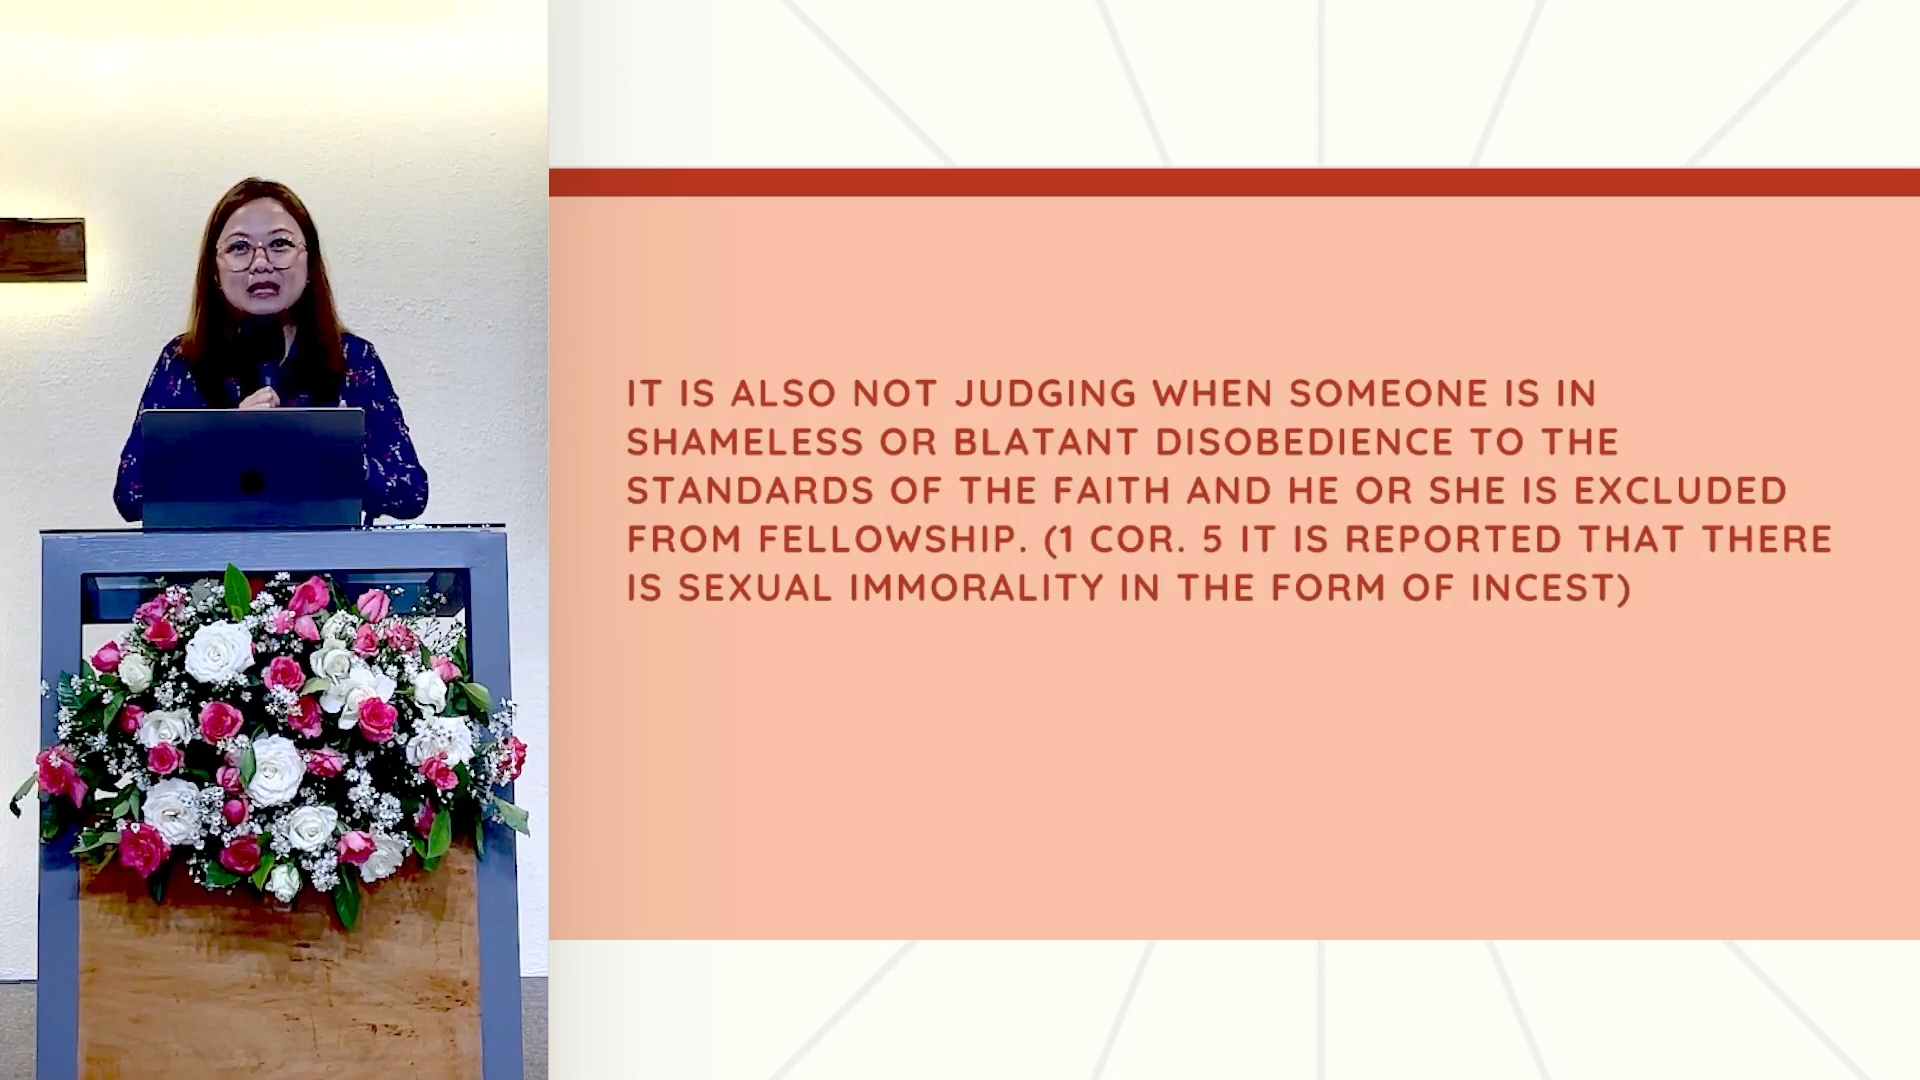 IT IS ALSO NOT JUDGING WHEN SOMEONE IS IN
SHAMELESS OR BLATANT DISOBEDIENCE TO THE
STANDARDS OF THE FAITH AND HE OR SHE IS EXCLUDED
FROM FELLOWSHIP. (1 COR. 5 IT IS REPORTED THAT THERE
IS SEXUAL IMMORALITY IN THE FORM OF INCEST)